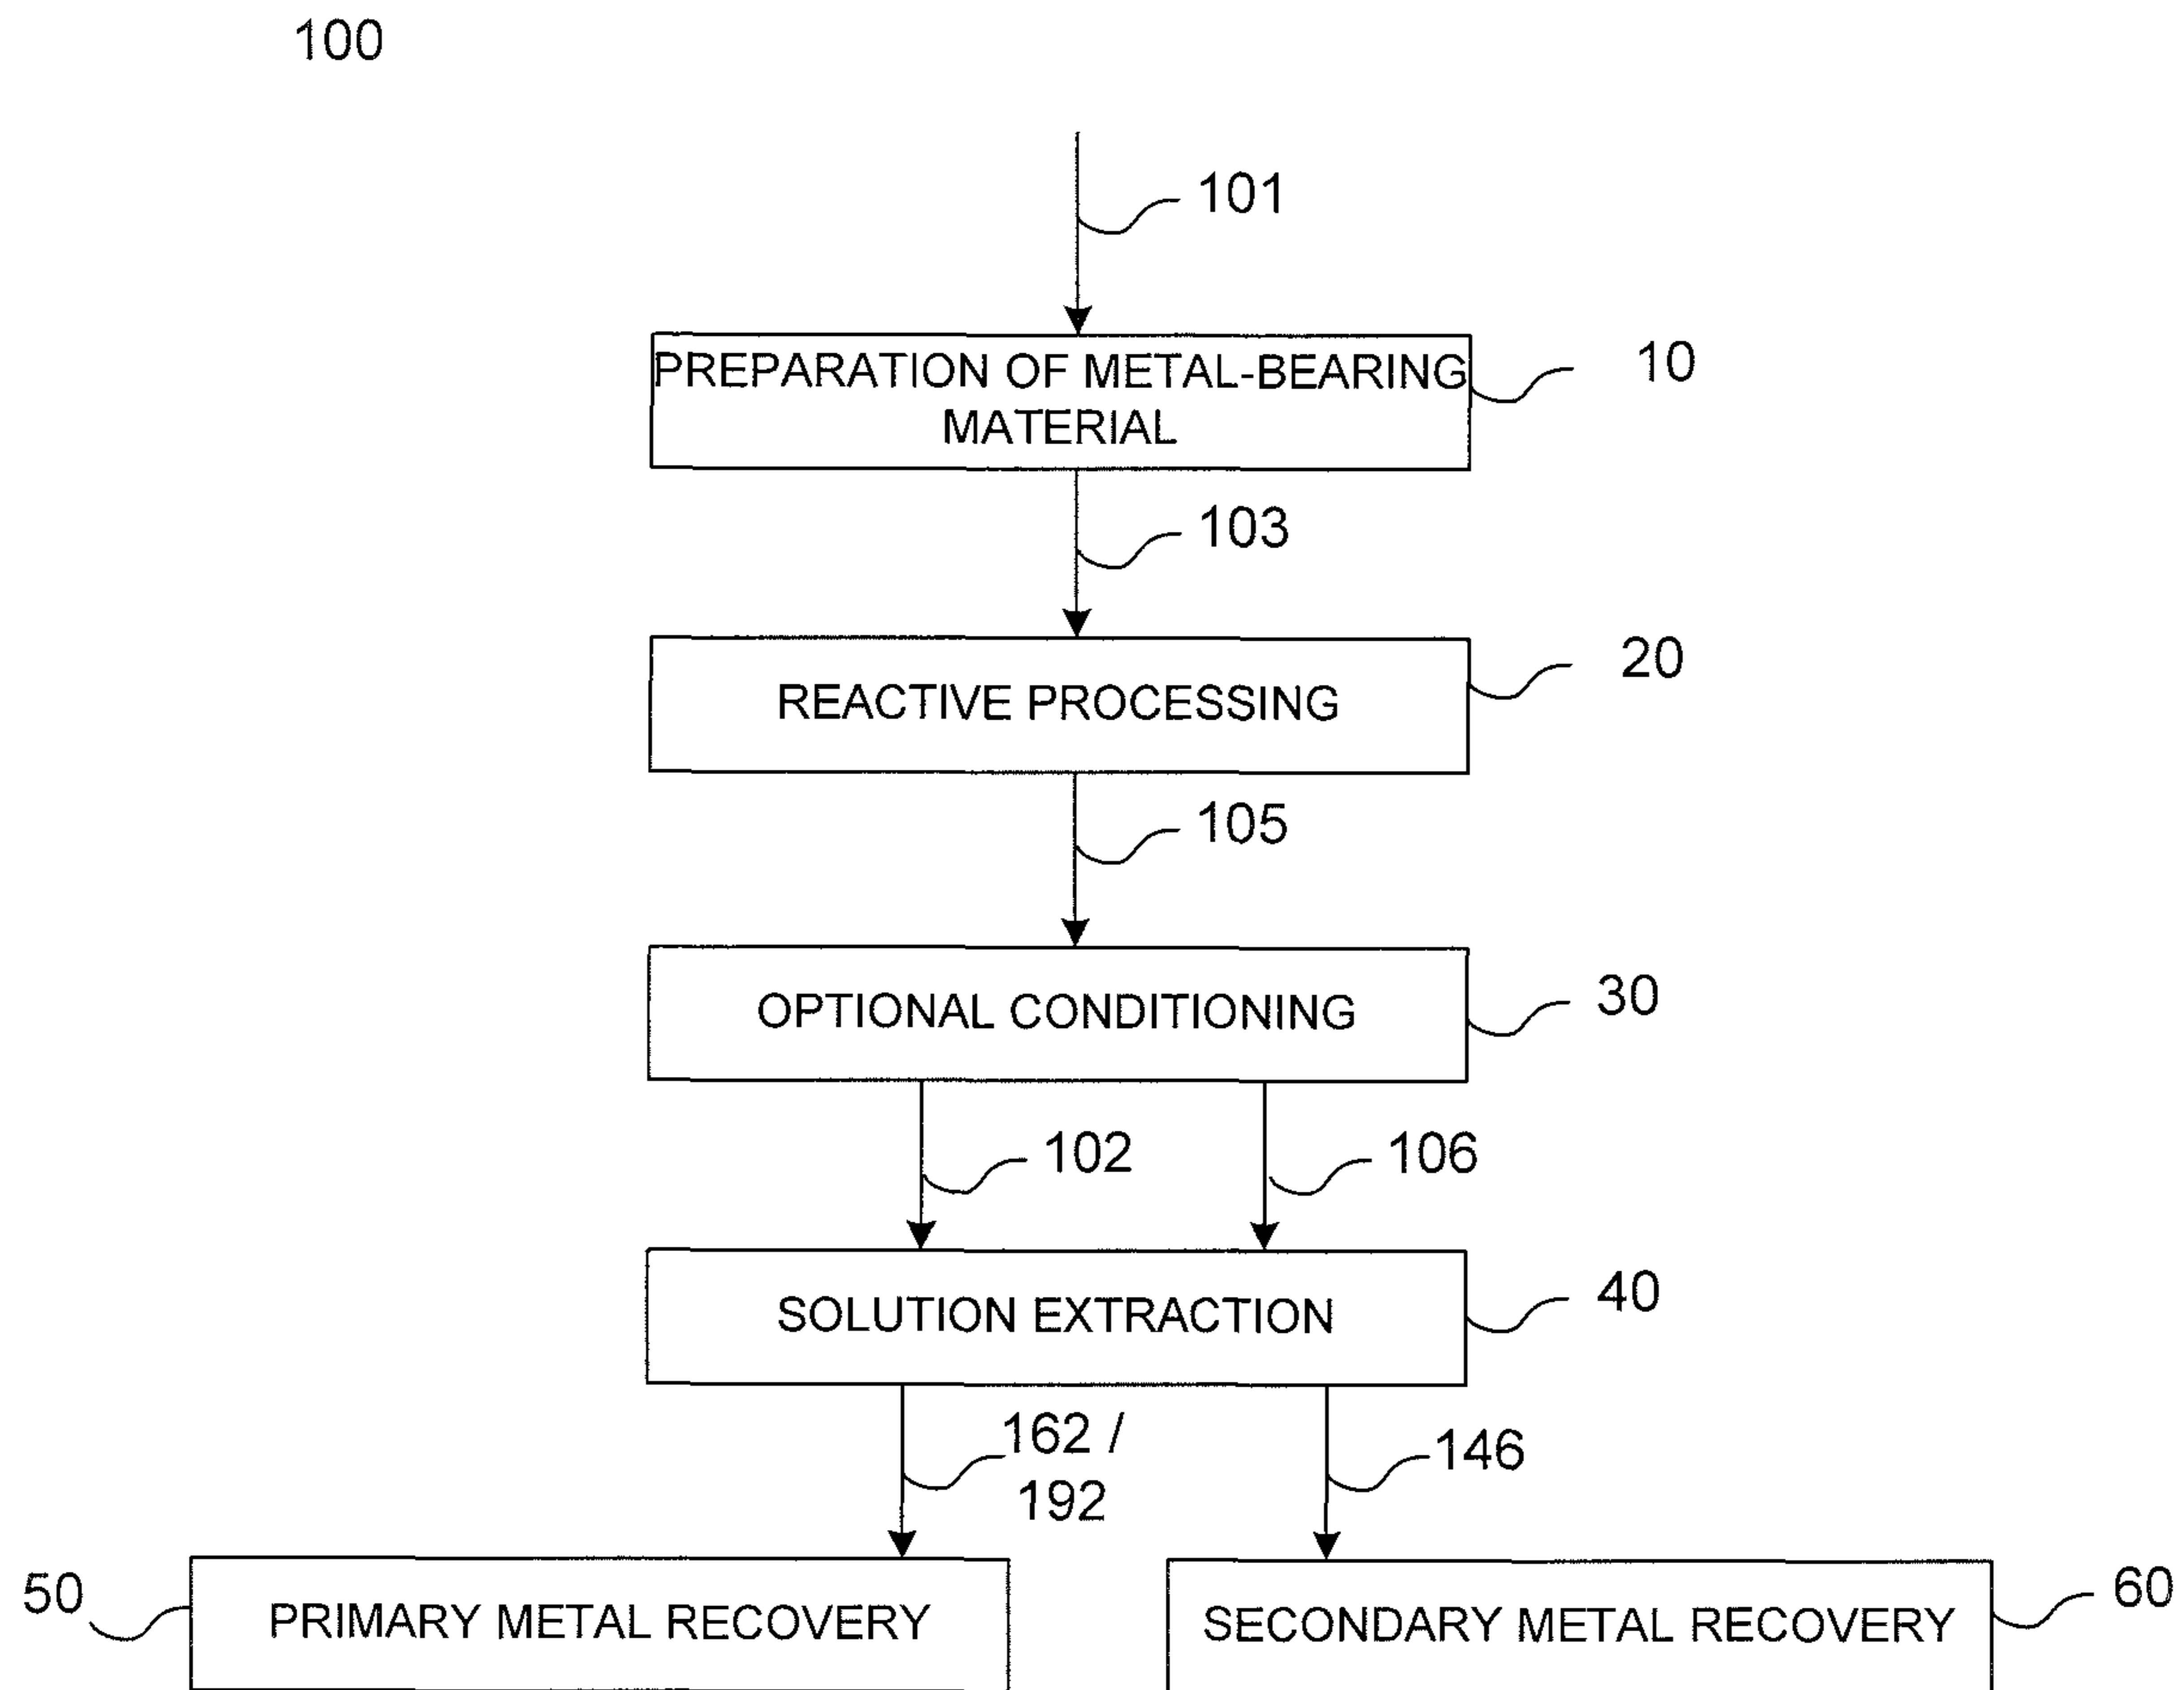 100
101
PREPARATION OF METAL-BEARING
MATERIAL
10
103
REACTIVE PROCESSING
20
105
OPTIONAL CONDITIONING
30
102
106
SOLUTION EXTRACTION
40
162 /
192
146
50
PRIMARY METAL RECOVERY
SECONDARY METAL RECOVERY
60